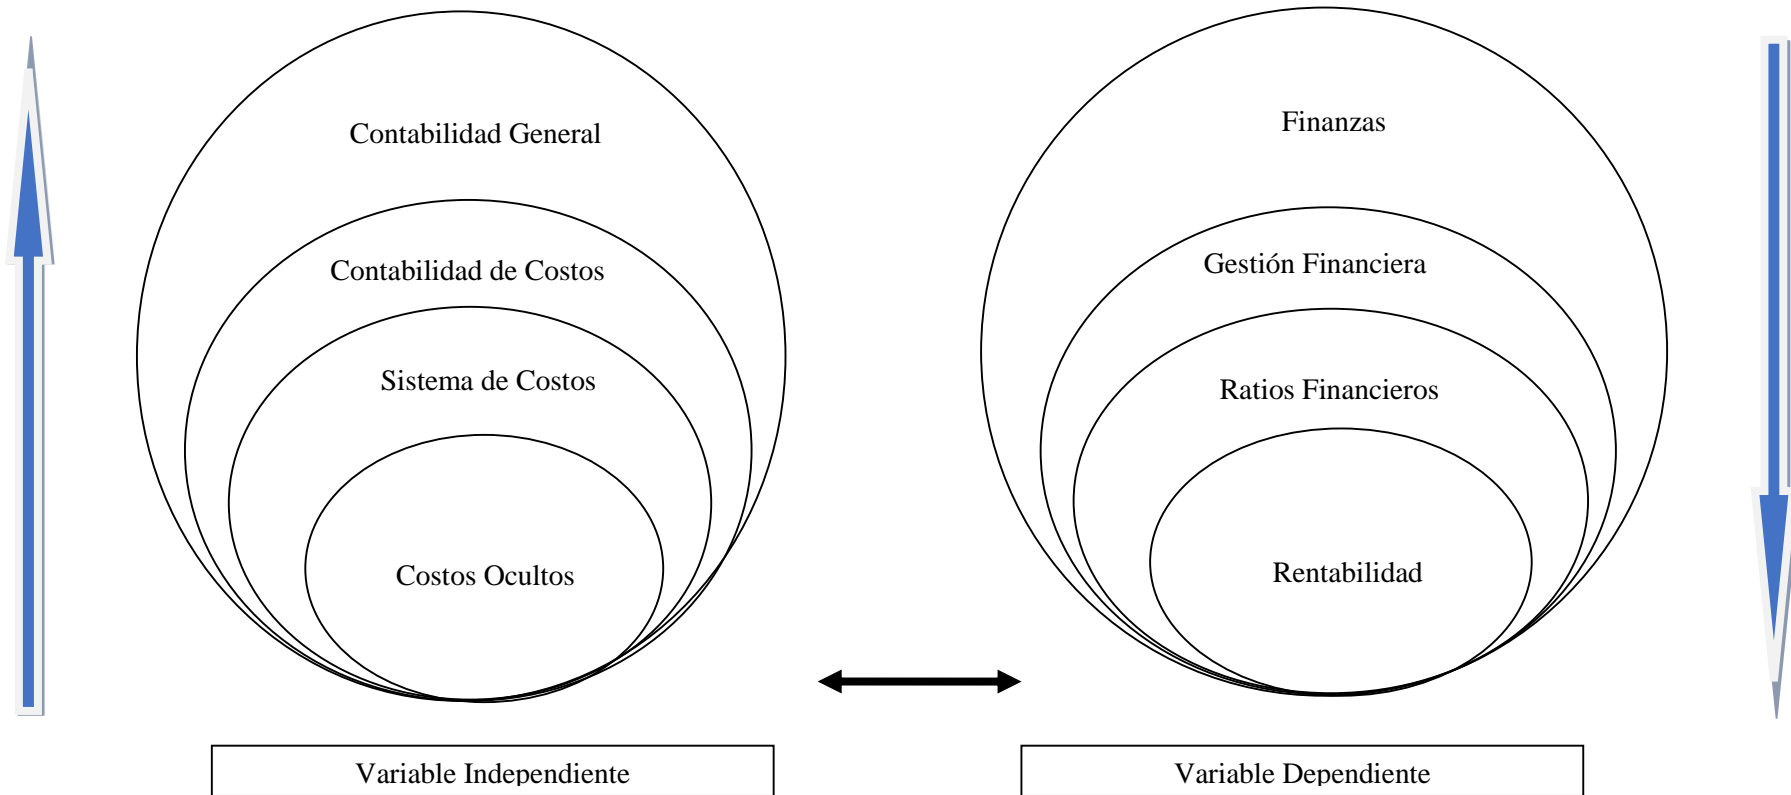 Contabilidad General
Contabilidad de Costos
Sistema de Costos
Costos Ocultos
Variable Independiente
Finanzas
Gestión Financiera
Ratios Financieros
Rentabilidad
Variable Dependiente